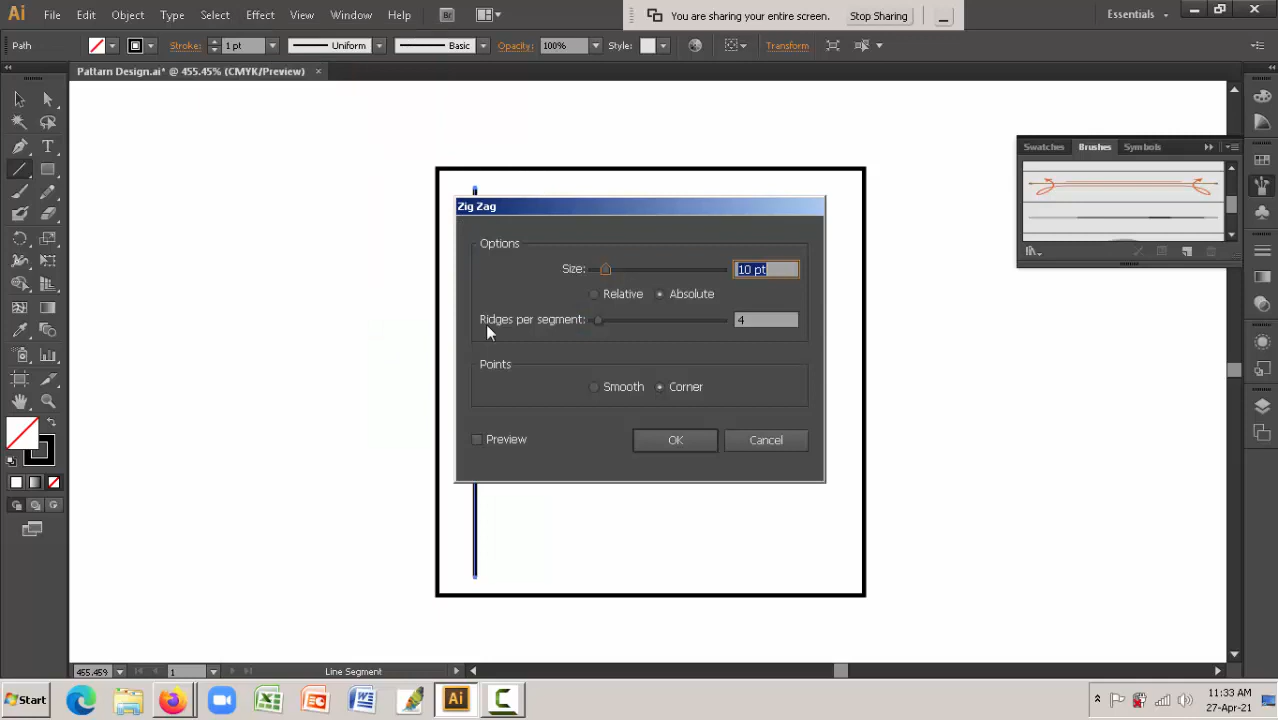 Ai File Edit Object Type Select Effect View Window Help Br You are sharing your entire screen. Stop Sharing Essentials
Path Stroke: 1 pt Uniform Basic Opacity: 100% Style: Transform
Pattarn Design.ai* @ 455.45% (CMYK/Preview)
Swatches Brushes Symbols
Zig Zag
Options
Size: 10 pt
Relative Absolute
Ridges per segment: 4
Points
Smooth Corner
Preview OK Cancel
455.459 1 Line Segment
Start Ai 11:33 AM
27-Apr-21